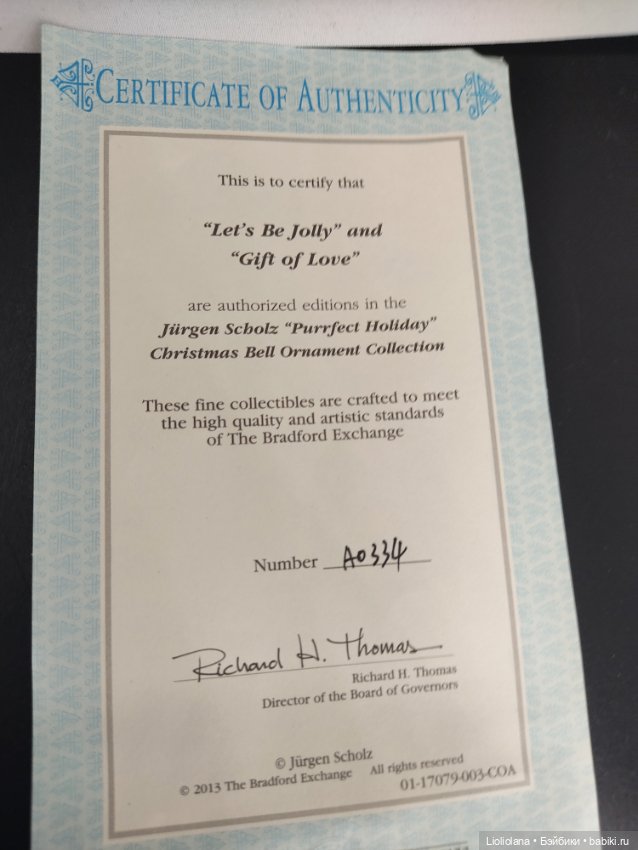 CERTIFICATE OF AUTHENTICITY
This is to certify that
“Let's Be Jolly” and
“Gift of Love”
are authorized editions in the
Jürgen Scholz “Purrfect Holiday”
Christmas Bell Ornament Collection
These fine collectibles are crafted to meet
the high quality and artistic standards
of The Bradford Exchange
Number A0334
Richard H. Thomas
Richard H. Thomas
Director of the Board of Governors
© Jürgen Scholz
© 2013 The Bradford Exchange All rights reserved
01-17079-003-COA
Lioliolana • Бэйбики • babiki.ru